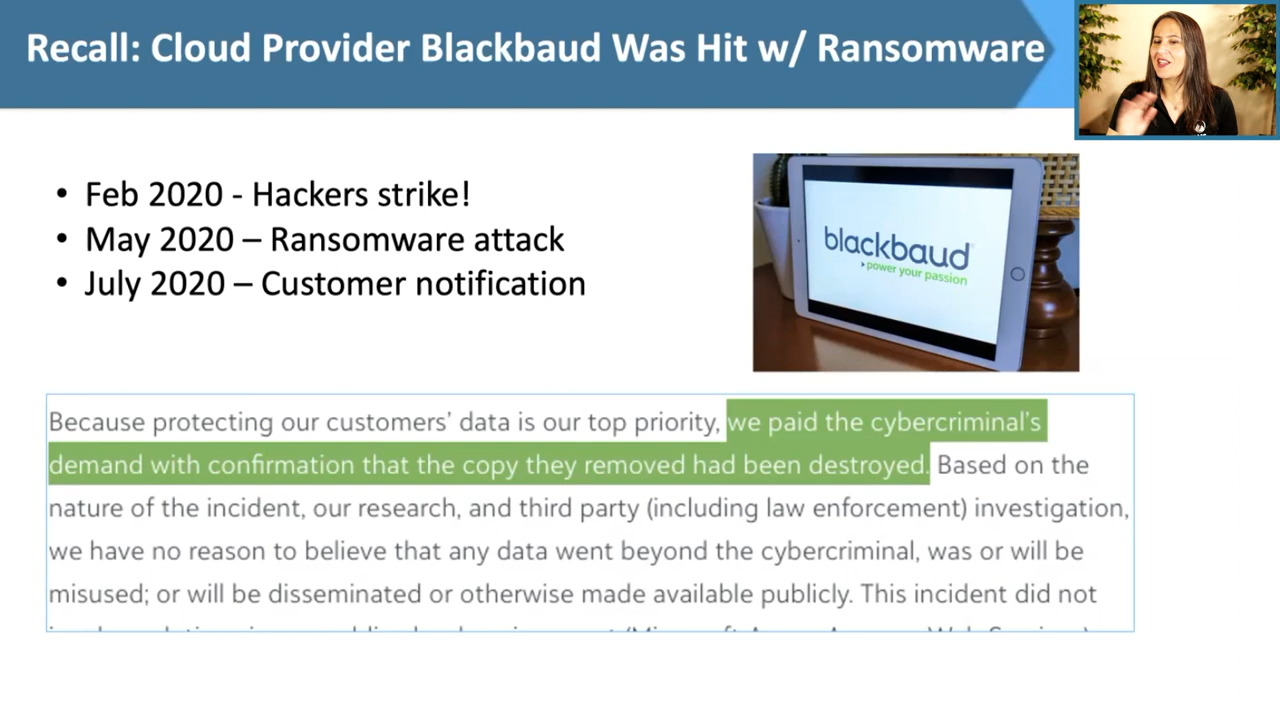 Recall: Cloud Provider Blackbaud Was Hit w/ Ransomware
• Feb 2020 - Hackers strike!
• May 2020 – Ransomware attack
• July 2020 – Customer notification
blackbaud
power your passion
Because protecting our customers’ data is our top priority, we paid the cybercriminal’s
demand with confirmation that the copy they removed had been destroyed. Based on the
nature of the incident, our research, and third party (including law enforcement) investigation,
we have no reason to believe that any data went beyond the cybercriminal, was or will be
misused; or will be disseminated or otherwise made available publicly. This incident did not